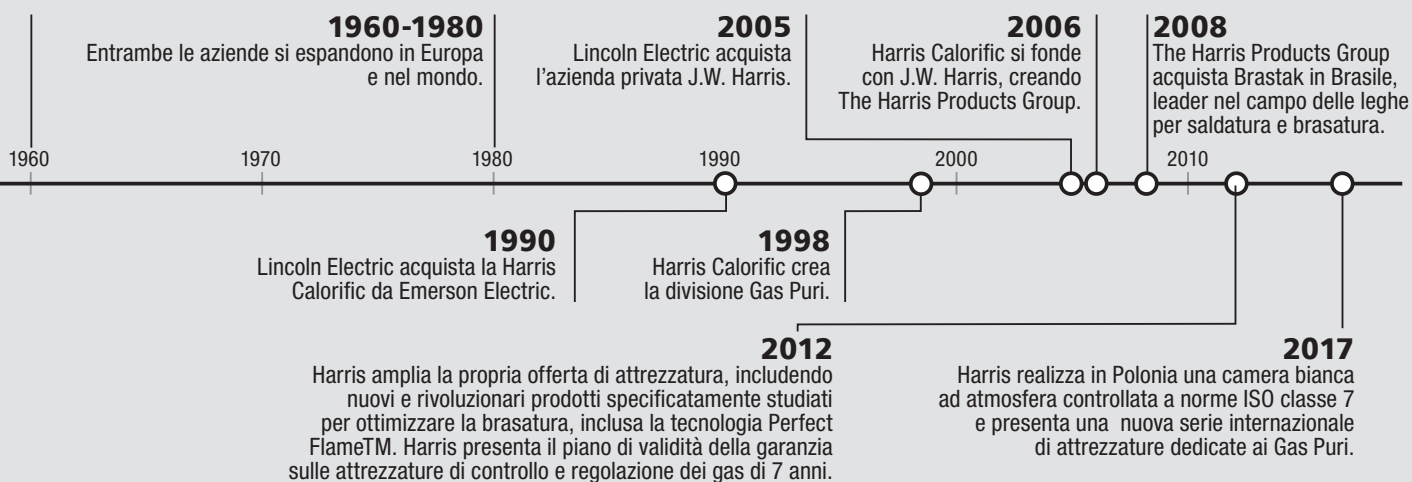 1960-1980
Entrambe le aziende si espandono in Europa
e nel mondo.
2005
Lincoln Electric acquista
l'azienda privata J.W. Harris.
2006
Harris Calorific si fonde
con J.W. Harris, creando
The Harris Products Group.
2008
The Harris Products Group
acquista Brastak in Brasile,
leader nel campo delle leghe
per saldatura e brasatura.
1960
1970
1980
1990
2000
2010
1990
Lincoln Electric acquista la Harris
Calorific da Emerson Electric.
1998
Harris Calorific crea
la divisione Gas Puri.
2012
Harris amplia la propria offerta di attrezzatura, includendo
nuovi e rivoluzionari prodotti specificatamente studiati
per ottimizzare la brasatura, inclusa la tecnologia Perfect
FlameTM. Harris presenta il piano di validità della garanzia
sulle attrezzature di controllo e regolazione dei gas di 7 anni.
2017
Harris realizza in Polonia una camera bianca
ad atmosfera controllata a norme ISO classe 7
e presenta una  nuova serie internazionale
di attrezzature dedicate ai Gas Puri.